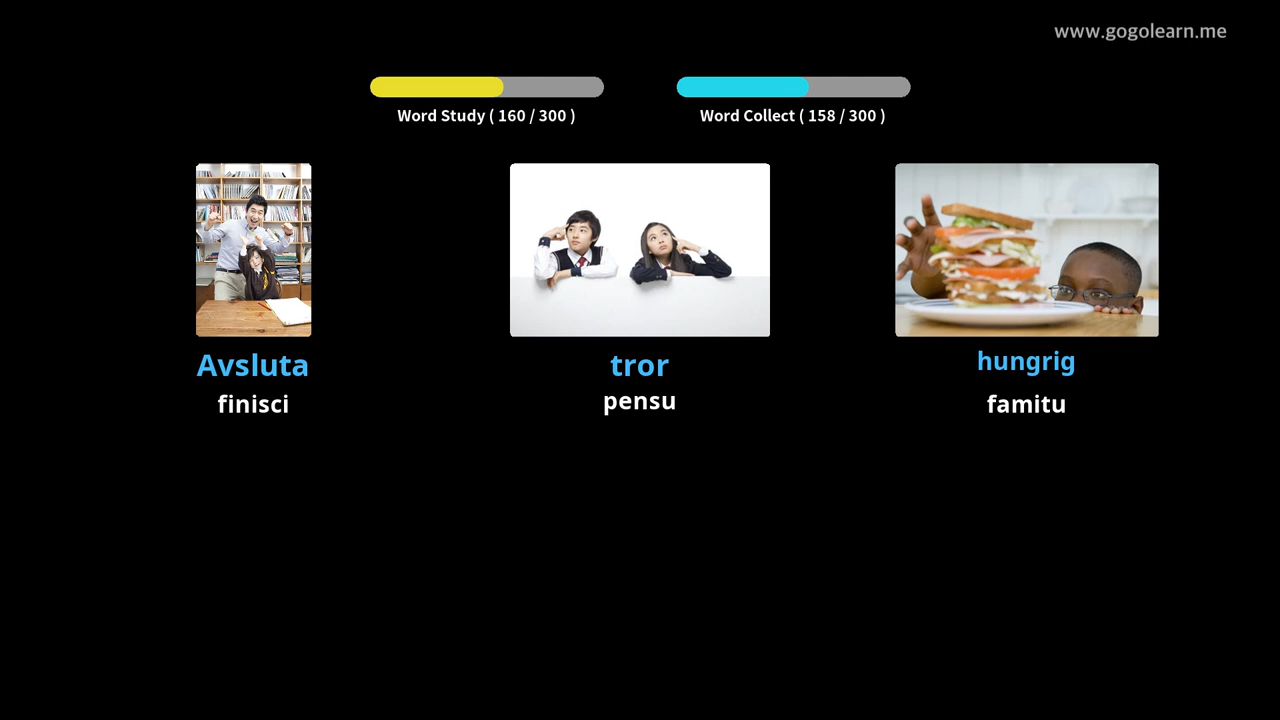 www.gogolearn.me
Word Study ( 160 / 300 )
Word Collect ( 158 / 300 )
Avsluta
finisci
tror
pensu
hungrig
famitu